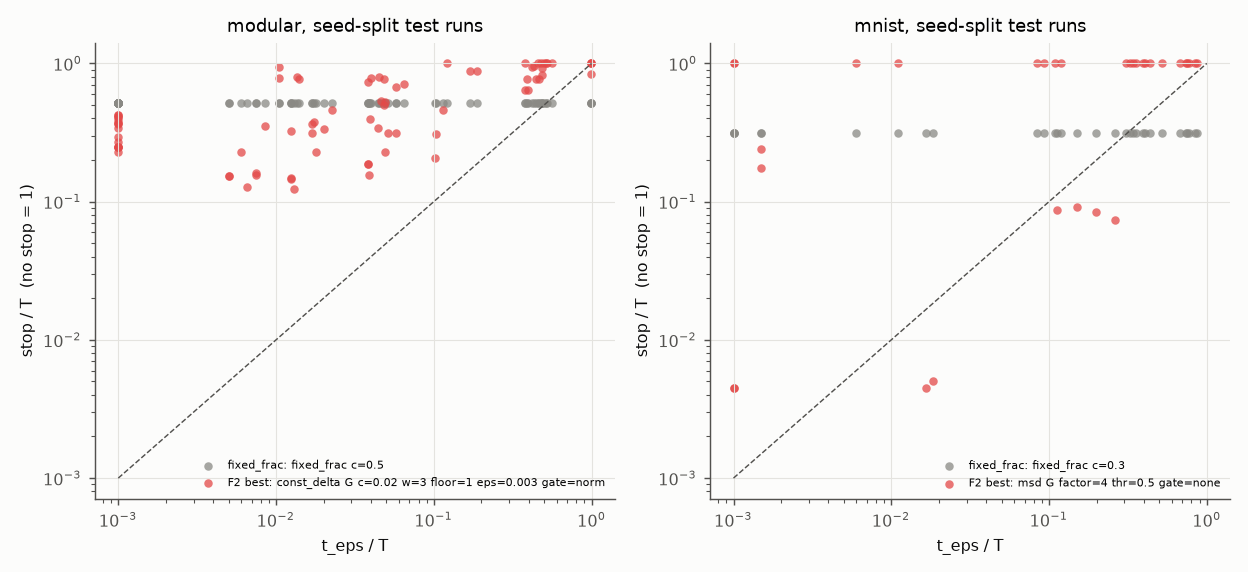 modular, seed-split test runs
stop / T (no stop = 1)
10⁰
10⁻¹
10⁻²
10⁻³
fixed_frac: fixed_frac c=0.5
F2 best: const_delta G c=0.02 w=3 floor=1 eps=0.003 gate=norm
10⁻³ 10⁻² 10⁻¹ 10⁰
t_eps / T
mnist, seed-split test runs
stop / T (no stop = 1)
10⁰
10⁻¹
10⁻²
10⁻³
fixed_frac: fixed_frac c=0.3
F2 best: msd G factor=4 thr=0.5 gate=none
10⁻³ 10⁻² 10⁻¹ 10⁰
t_eps / T